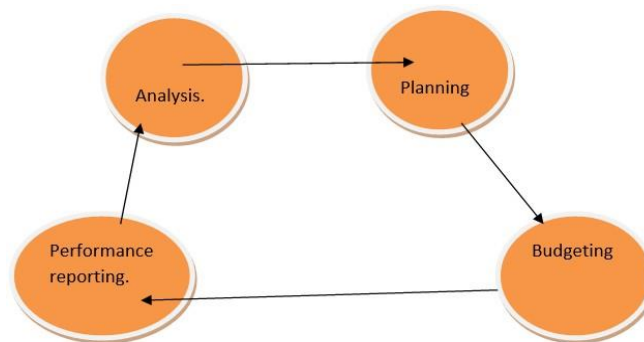 Analysis.
Planning
Performance
reporting.
Budgeting